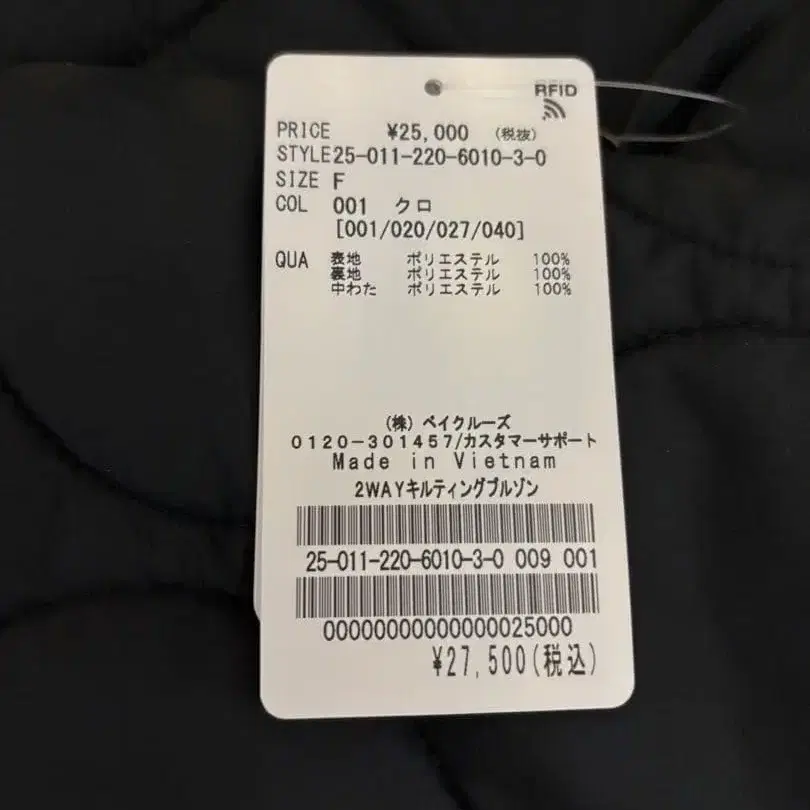 RFID
PRICE ¥25,000 (税抜)
STYLE25-011-220-6010-3-0
SIZE F
COL 001 クロ
[001/020/027/040]
QUA 表地 ポリエステル 100%
裏地 ポリエステル 100%
中わた ポリエステル 100%
(株) ベイクルーズ
0120-301457/カスタマーサポート
Made in Vietnam
2WAYキルティングブルゾン
25-011-220-6010-3-0 009 001
00000000000000025000
¥27,500(税込)